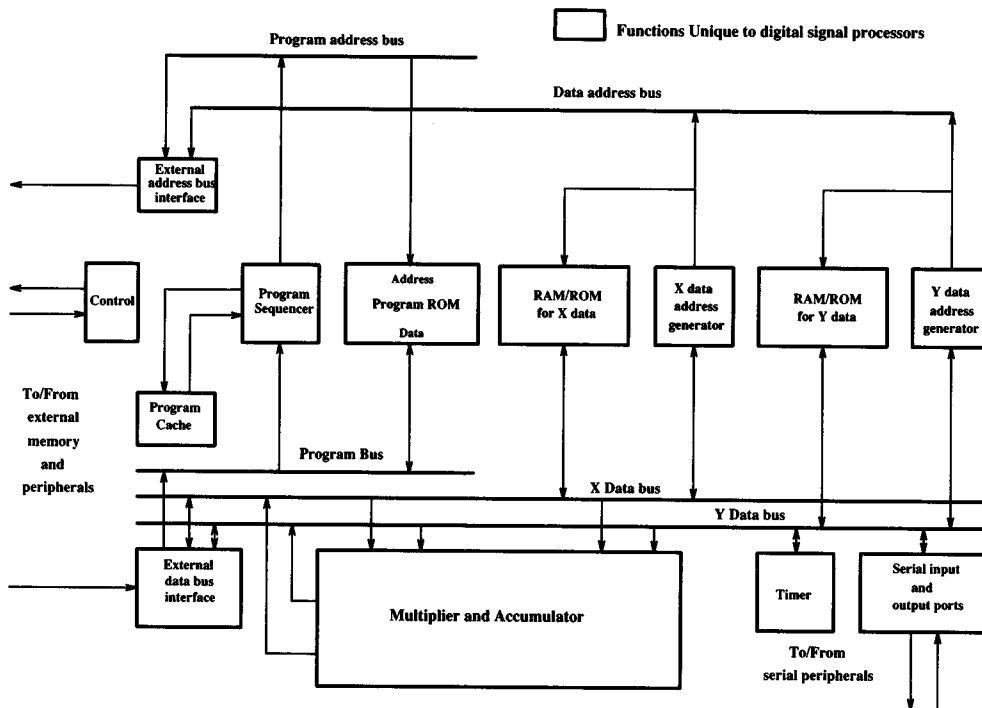 Functions Unique to digital signal processors
Program address bus
Data address bus
External
address bus
interface
Control
Program
Sequencer
Address
Program ROM
Data
RAM/ROM
for X data
X data
address
generator
RAM/ROM
for Y data
Y data
address
generator
Program
Cache
To/From
external
memory
and
peripherals
Program Bus
X Data bus
Y Data bus
External
data bus
interface
Multiplier and Accumulator
Timer
Serial input
and
output ports
To/From
serial peripherals